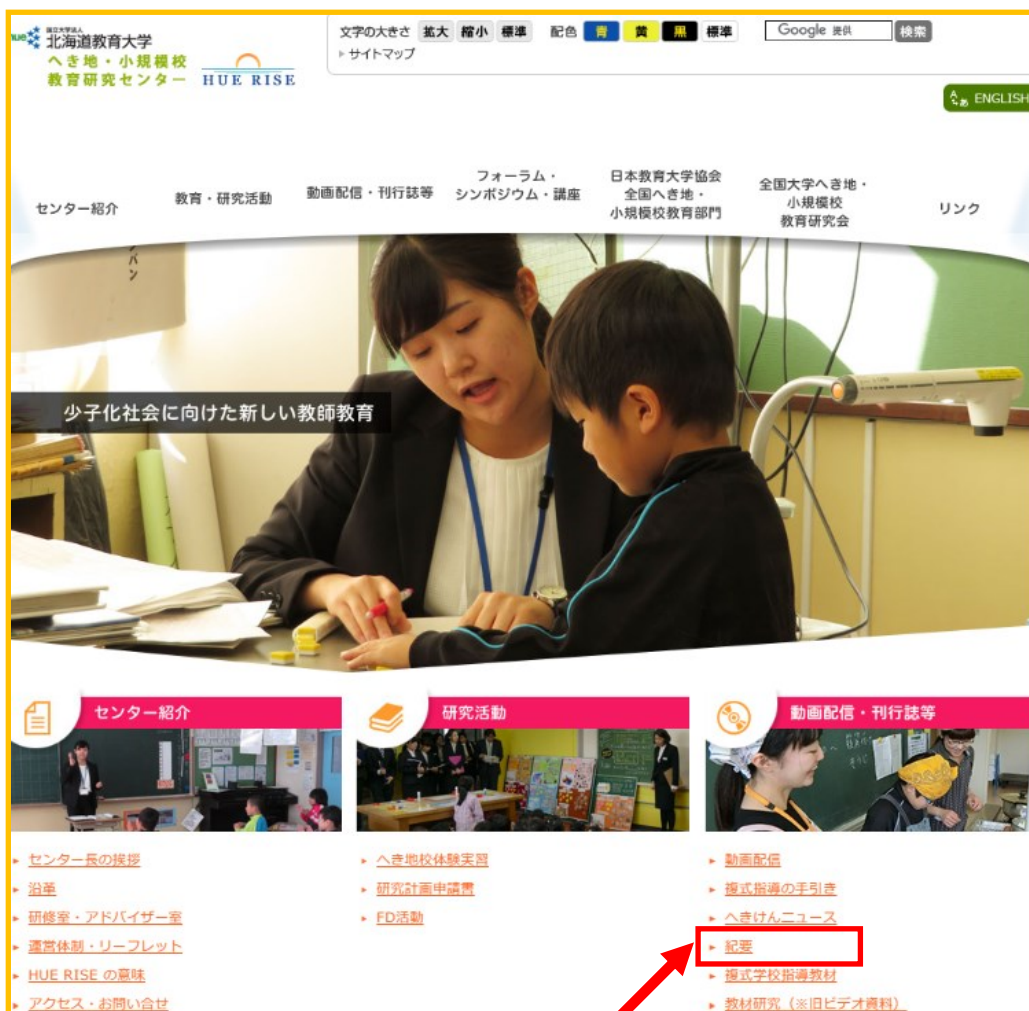 国立大学法人
北海道教育大学
へき地・小規模校
教育研究センター
HUE RISE
文字の大きさ 拡大 縮小 標準 配色 青 黄 黒 標準
Google 提供 検索
サイトマップ
ENGLISH
センター紹介
教育・研究活動
動画配信・刊行誌等
フォーラム・
シンポジウム・講座
日本教育大学協会
全国へき地・
小規模校教育部門
全国大学へき地・
小規模校
教育研究会
リンク
少子化社会に向けた新しい教師教育
センター紹介
センター長の挨拶
沿革
研修室・アドバイザー室
運営体制・リーフレット
HUE RISE の意味
アクセス・お問い合せ
研究活動
へき地校体験実習
研究計画申請書
FD活動
動画配信・刊行誌等
動画配信
複式指導の手引き
へきけんニュース
紀要
複式学校指導教材
教材研究（※旧ビデオ資料）